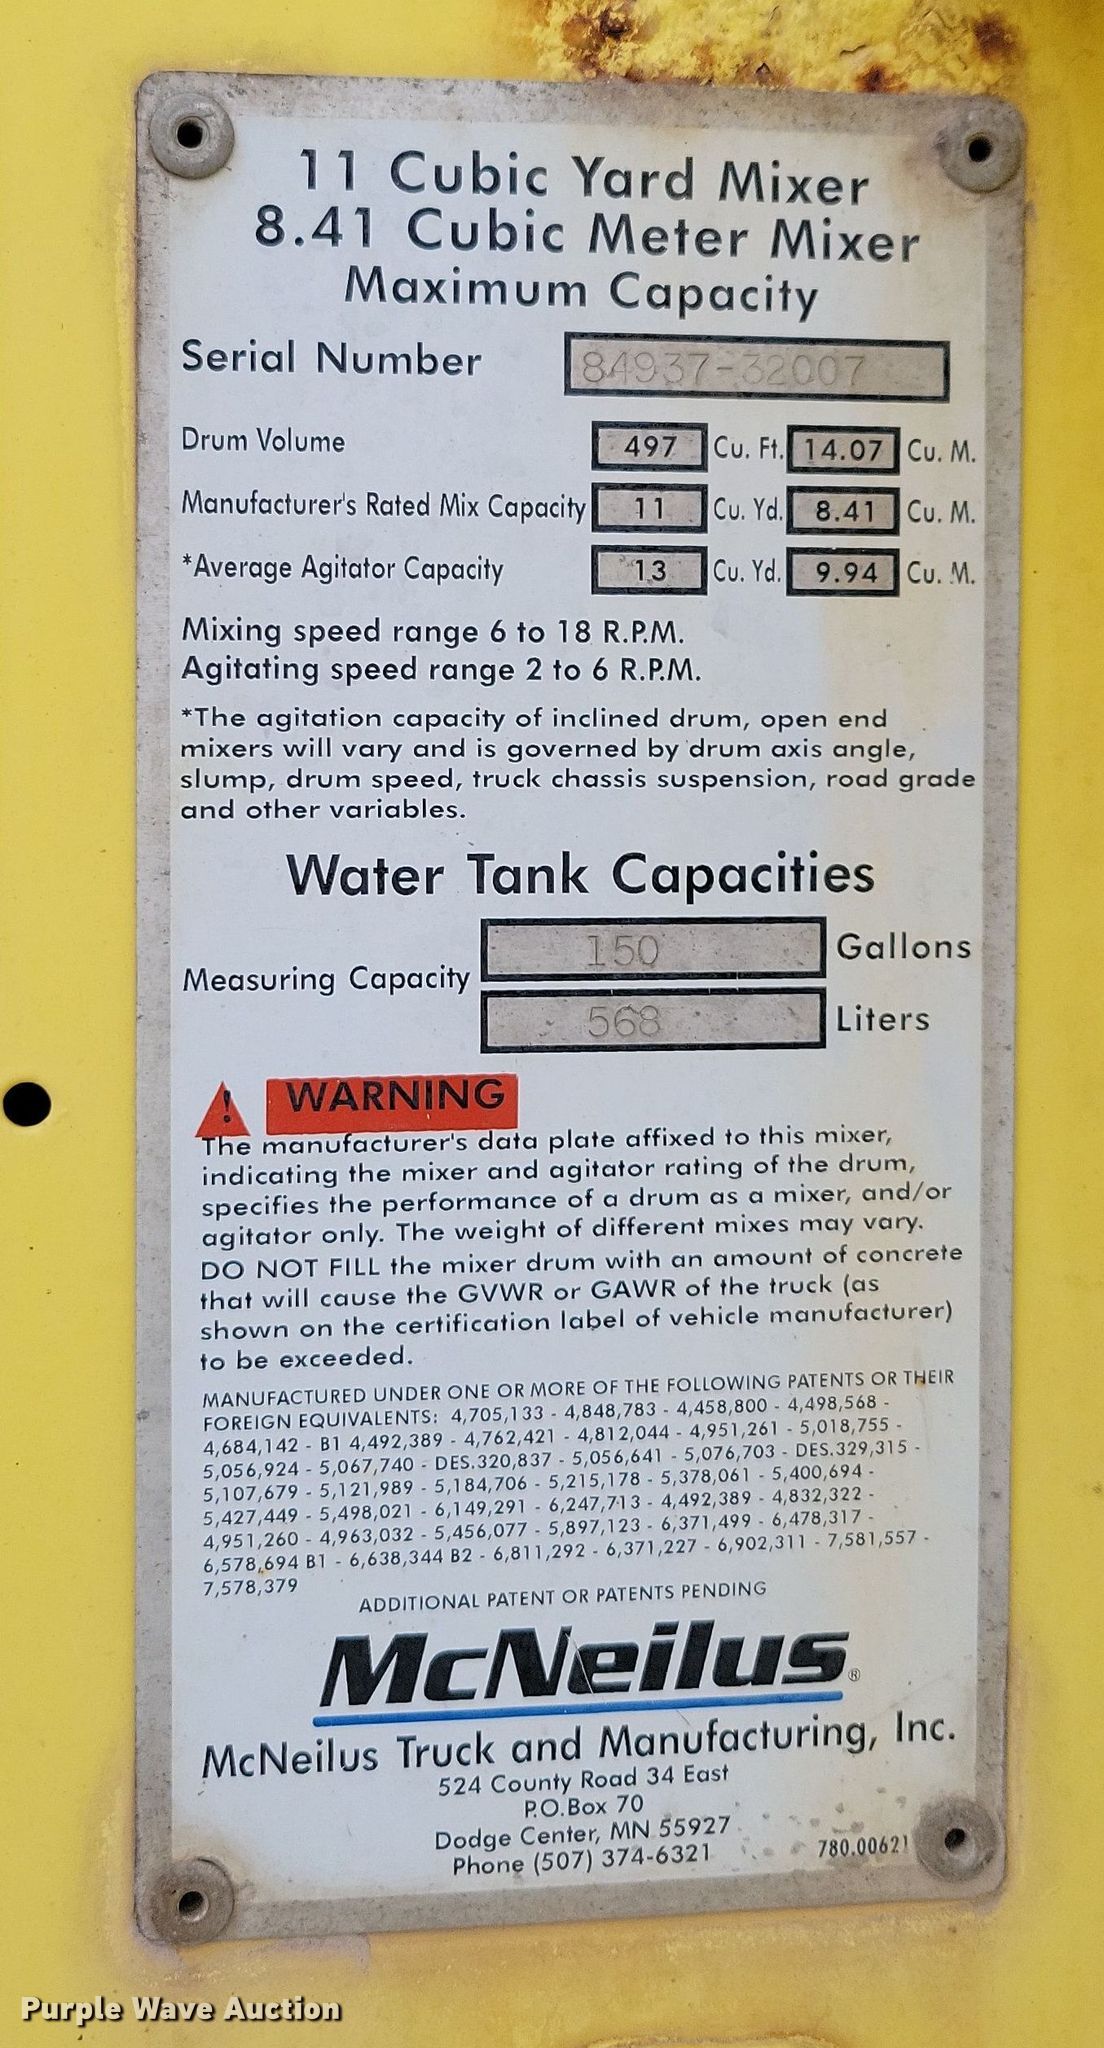 11 Cubic Yard Mixer
8.41 Cubic Meter Mixer
Maximum Capacity
Serial Number 84937-32007
Drum Volume 497 Cu. Ft. 14.07 Cu. M.
Manufacturer's Rated Mix Capacity 11 Cu. Yd. 8.41 Cu. M.
*Average Agitator Capacity 13 Cu. Yd. 9.94 Cu. M.
Mixing speed range 6 to 18 R.P.M.
Agitating speed range 2 to 6 R.P.M.
*The agitation capacity of inclined drum, open end
mixers will vary and is governed by drum axis angle,
slump, drum speed, truck chassis suspension, road grade
and other variables.
Water Tank Capacities
Measuring Capacity
150 Gallons
568 Liters
! WARNING
The manufacturer's data plate affixed to this mixer,
indicating the mixer and agitator rating of the drum,
specifies the performance of a drum as a mixer, and/or
agitator only. The weight of different mixes may vary.
DO NOT FILL the mixer drum with an amount of concrete
that will cause the GVWR or GAWR of the truck (as
shown on the certification label of vehicle manufacturer)
to be exceeded.
MANUFACTURED UNDER ONE OR MORE OF THE FOLLOWING PATENTS OR THEIR
FOREIGN EQUIVALENTS: 4,705,133 - 4,848,783 - 4,458,800 - 4,498,568 -
4,684,142 - B1 4,492,389 - 4,762,421 - 4,812,044 - 4,951,261 - 5,018,755 -
5,056,924 - 5,067,740 - DES.320,837 - 5,056,641 - 5,076,703 - DES.329,315 -
5,107,679 - 5,121,989 - 5,184,706 - 5,215,178 - 5,378,061 - 5,400,694 -
5,427,449 - 5,498,021 - 6,149,291 - 6,247,713 - 4,492,389 - 4,832,322 -
4,951,260 - 4,963,032 - 5,456,077 - 5,897,123 - 6,371,499 - 6,478,317 -
6,578,694 B1 - 6,638,344 B2 - 6,811,292 - 6,371,227 - 6,902,311 - 7,581,557 -
7,578,379
ADDITIONAL PATENT OR PATENTS PENDING
McNeilus®
McNeilus Truck and Manufacturing, Inc.
524 County Road 34 East
P.O.Box 70
Dodge Center, MN 55927
Phone (507) 374-6321
780.00621
Purple Wave Auction